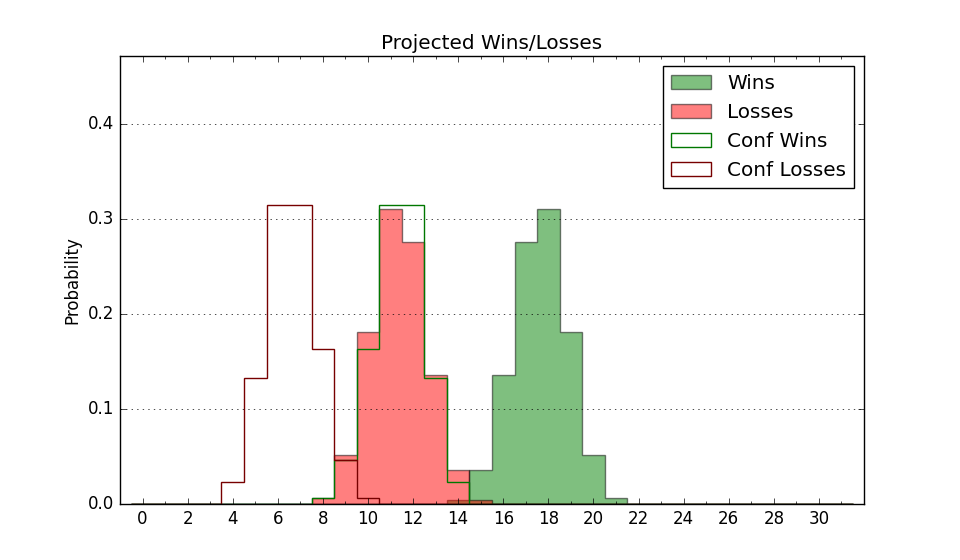 Projected Wins/Losses
Wins
Losses
Conf Wins
Conf Losses
Probability
0.4
0.3
0.2
0.1
0.0
0 2 4 6 8 10 12 14 16 18 20 22 24 26 28 30